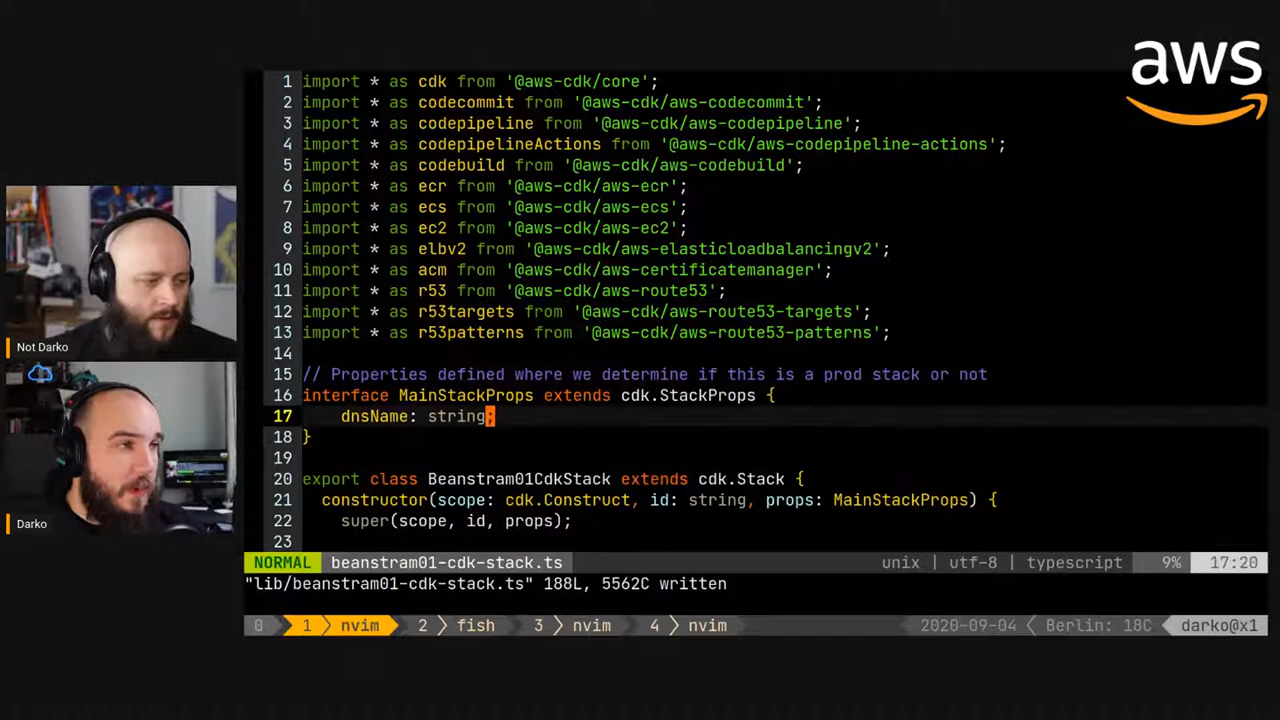 aws
1 import * as cdk from '@aws-cdk/core';
2 import * as codecommit from '@aws-cdk/aws-codecommit';
3 import * as codepipeline from '@aws-cdk/aws-codepipeline';
4 import * as codepipelineActions from '@aws-cdk/aws-codepipeline-actions';
5 import * as codebuild from '@aws-cdk/aws-codebuild';
6 import * as ecr from '@aws-cdk/aws-ecr';
7 import * as ecs from '@aws-cdk/aws-ecs';
8 import * as ec2 from '@aws-cdk/aws-ec2';
9 import * as elbv2 from '@aws-cdk/aws-elasticloadbalancingv2';
10 import * as acm from '@aws-cdk/aws-certificatemanager';
11 import * as r53 from '@aws-cdk/aws-route53';
12 import * as r53targets from '@aws-cdk/aws-route53-targets';
13 import * as r53patterns from '@aws-cdk/aws-route53-patterns';
14
15 // Properties defined where we determine if this is a prod stack or not
16 interface MainStackProps extends cdk.StackProps {
17 dnsName: string;
18 }
19
20 export class Beanstram01CdkStack extends cdk.Stack {
21 constructor(scope: cdk.Construct, id: string, props: MainStackProps) {
22 super(scope, id, props);
23
NORMAL beanstram01-cdk-stack.ts unix | utf-8 | typescript 9% 17:20
"lib/beanstram01-cdk-stack.ts" 188L, 5562C written
0 1 nvim 2 fish 3 nvim 4 nvim 2020-09-04 Berlin: 18C darko@x1
Not Darko
Darko